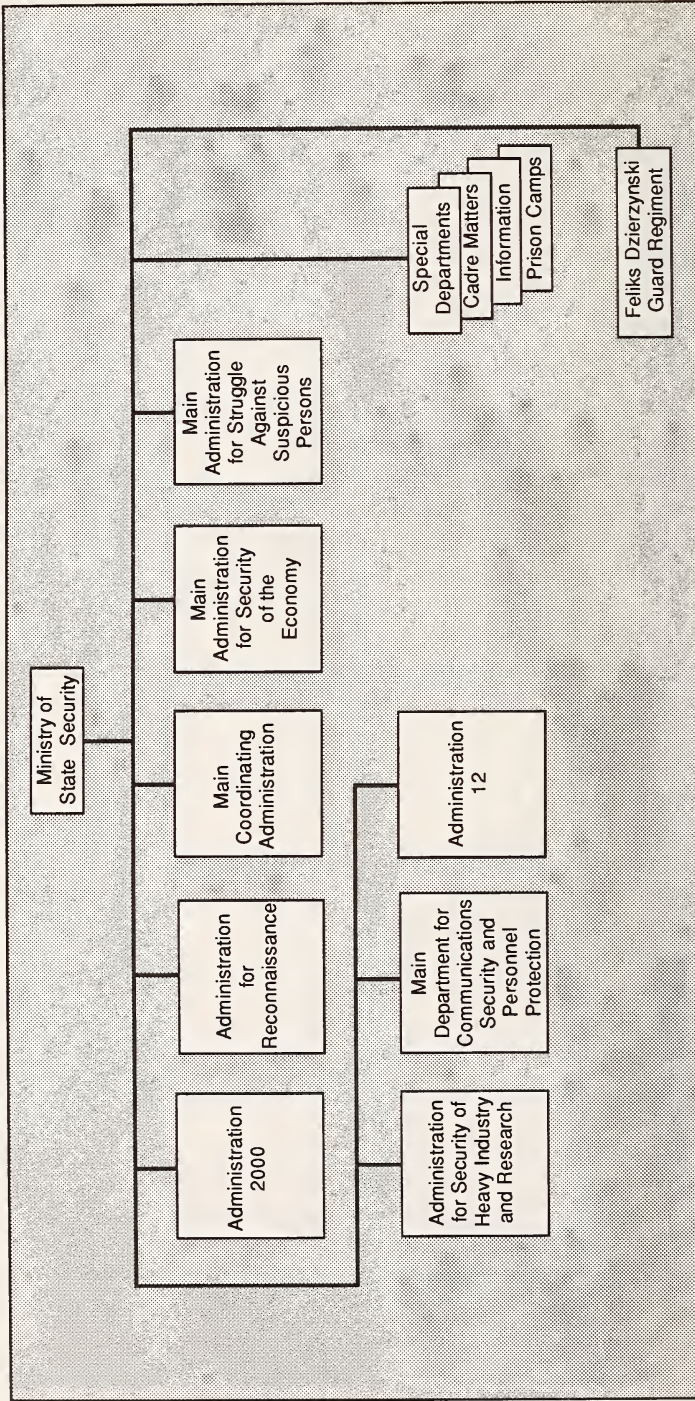 Ministry of
State Security
Administration
2000
Administration
for
Reconnaissance
Main
Coordinating
Administration
Main
Administration
for Security
of the
Economy
Main
Administration
for Struggle
Against
Suspicious
Persons
Special
Departments
Cadre Matters
Information
Prison Camps
Feliks Dzierzynski
Guard Regiment
Administration
for Security of
Heavy Industry
and Research
Main
Department for
Communications
Security and
Personnel
Protection
Administration
12